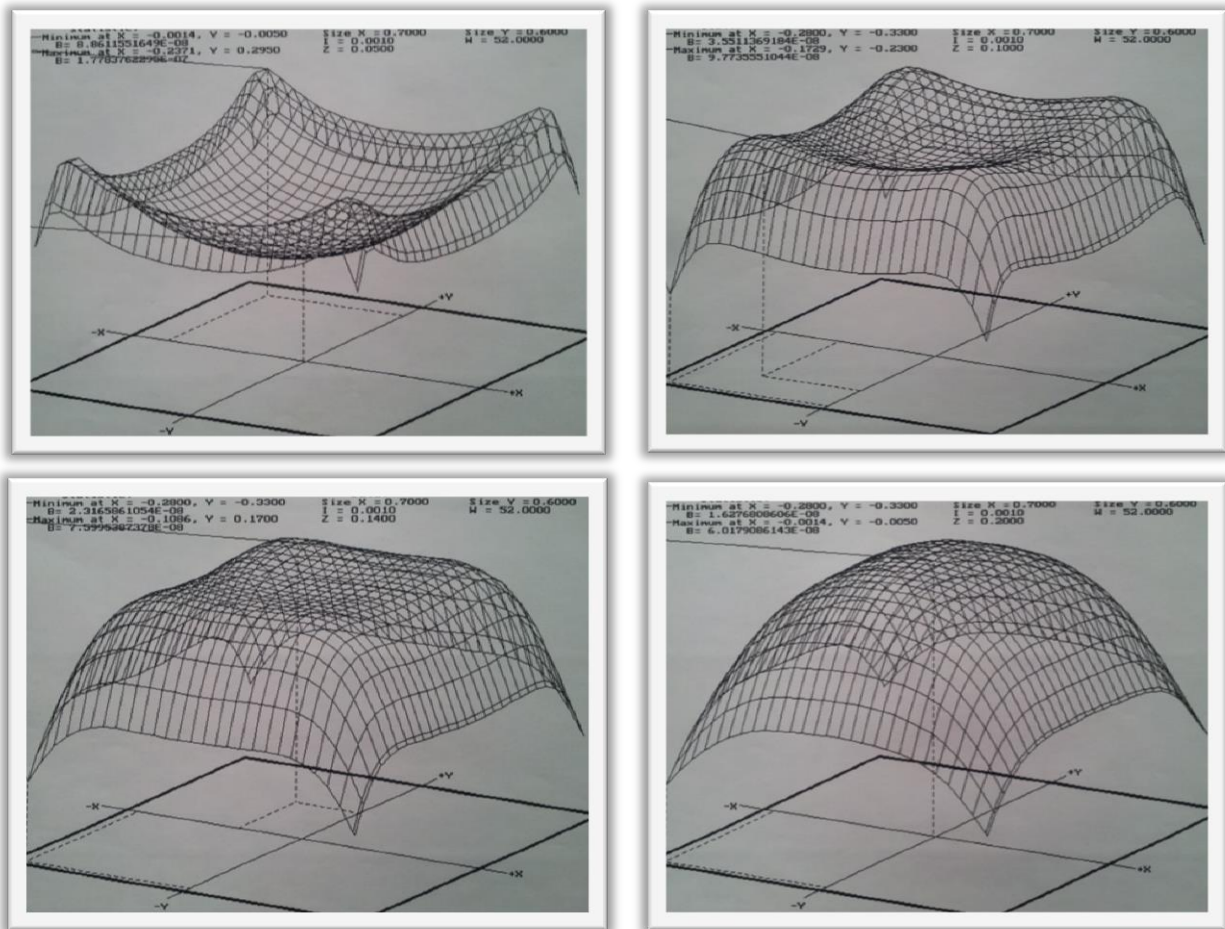 Minimum at X = -0.0014, Y = -0.0050 Size X =0.7000 Size Y =0.6000
B= 8.8611551649E-08 I = 0.0010 W = 52.0000
Maximum at X = -0.2371, Y = 0.2950 Z = 0.0500
-X
+Y
+X
-Y
Minimum at X = -0.2800, Y = -0.3300 Size X =0.7000 Size Y =0.6000
B= 3.5511369184E-08 I = 0.0010 W = 52.0000
Maximum at X = -0.1729, Y = -0.2300 Z = 0.1000
B= 9.7735551044E-08
-X
+Y
+X
-Y
Minimum at X = -0.2800, Y = -0.3300 Size X =0.7000 Size Y =0.6000
B= 2.3165861054E-08 I = 0.0010 W = 52.0000
Maximum at X = -0.1086, Y = 0.1700 Z = 0.1400
-X
+Y
+X
-Y
Minimum at X = -0.2800, Y = -0.3300 Size X =0.7000 Size Y =0.6000
B= 1.6276808606E-08 I = 0.0010 W = 52.0000
Maximum at X = -0.0014, Y = -0.0050 Z = 0.2000
B= 6.0179086143E-08
-X
+Y
+X
-Y